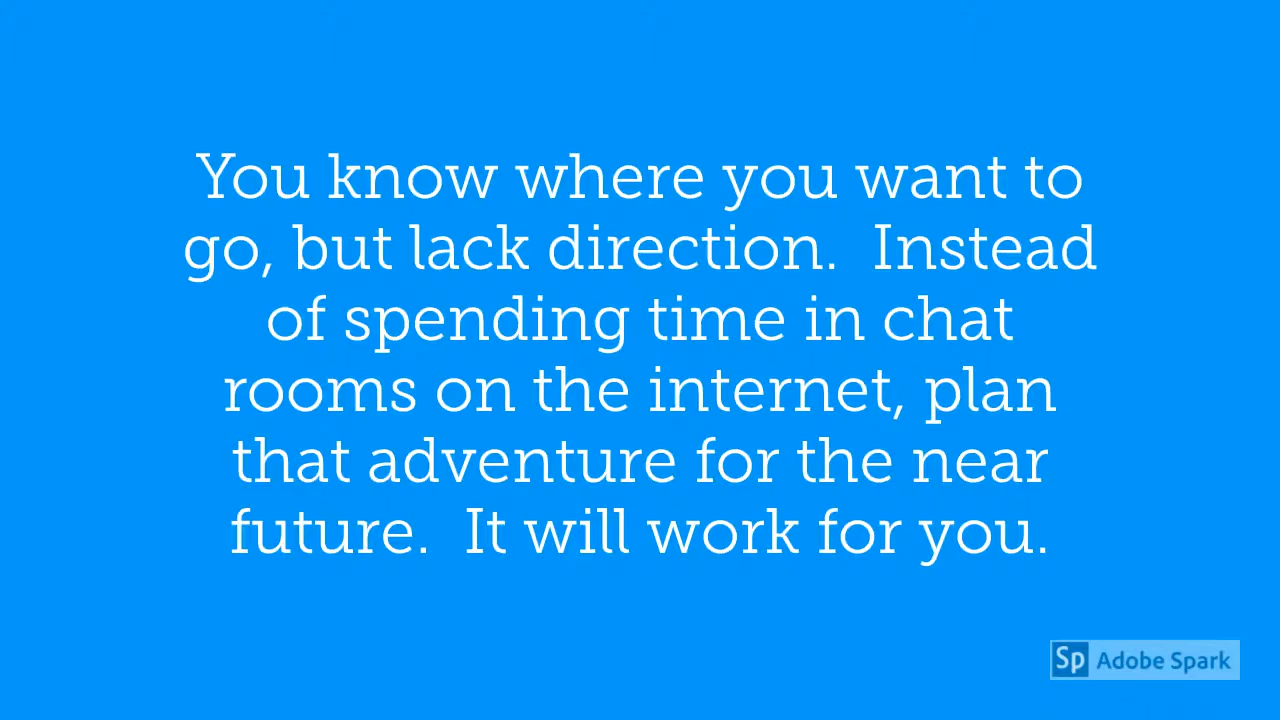 You know where you want to
go, but lack direction.  Instead
of spending time in chat
rooms on the internet, plan
that adventure for the near
future.  It will work for you.
Sp Adobe Spark